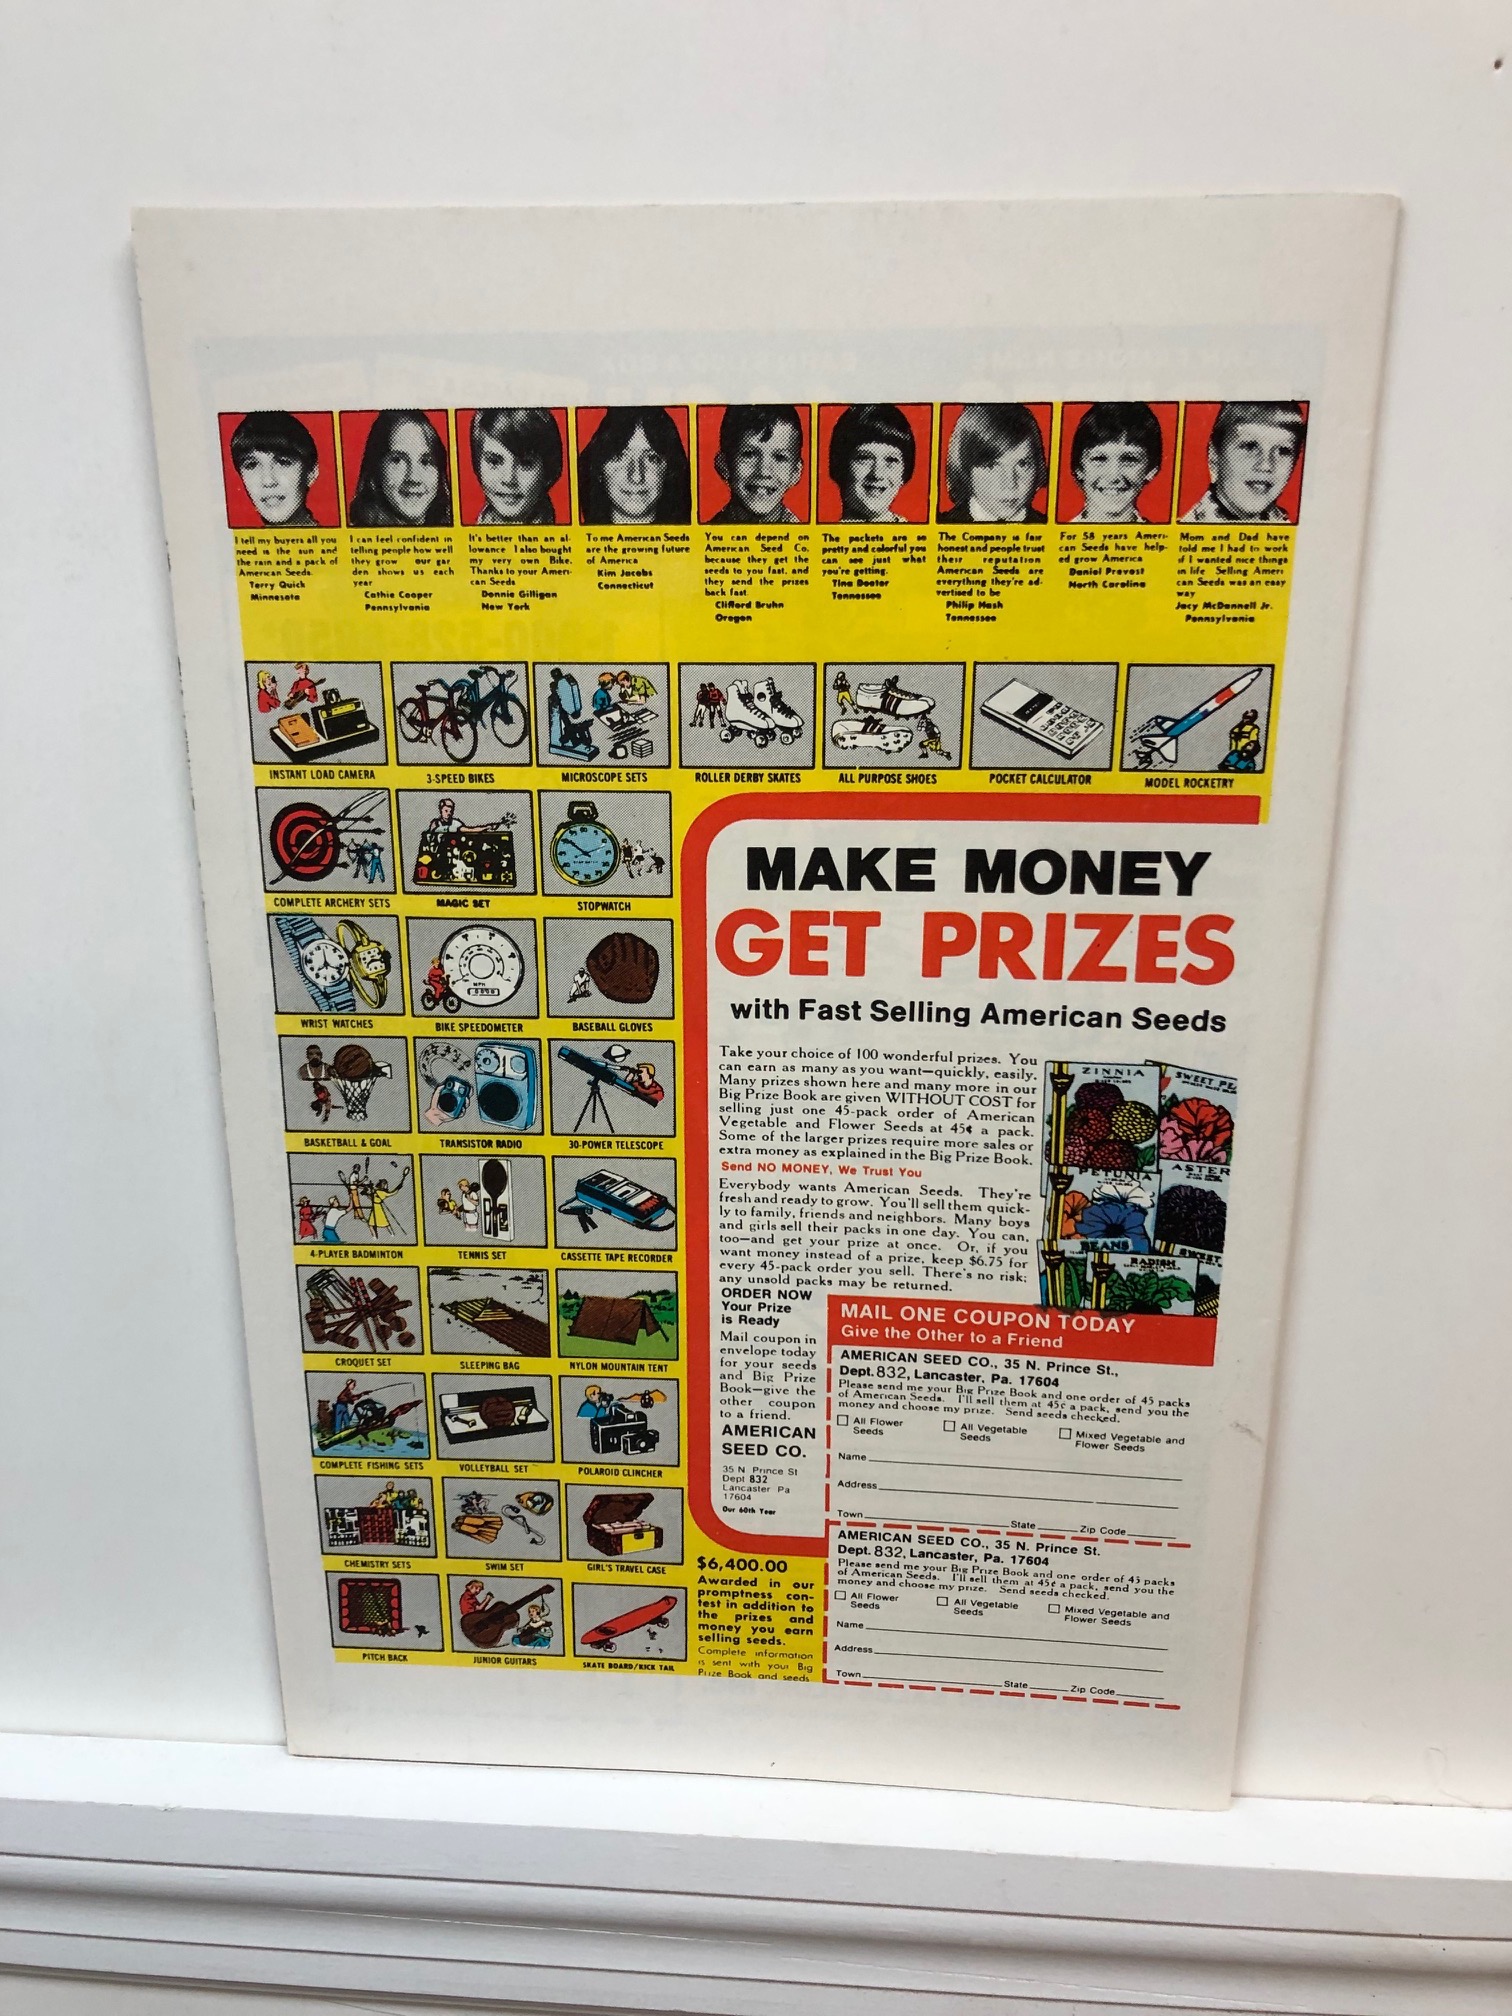 I tell my buyers all you
need is the sun and
the rain and a pack of
American Seeds.
Terry Quick
Minnesota
I can feel confident in
telling people how well
they grow our gar
den shows us each
year
Cathie Cooper
Pennsylvania
It's better than an al-
lowance I also bought
my very own Bike.
Thanks to your Ameri-
can Seeds
Donnie Gilligan
New York
To me American Seeds
are the growing future
of America
Kim Jacobs
Connecticut
You can depend on
American Seed Co.
because they get the
seeds to you fast, and
they send the prizes
back fast.
Clifford Bruhn
Oregon
The packets are so
pretty and colorful you
can see just what
you're getting.
Tina Dooter
Tennessee
The Company is fair
honest and people trust
their reputation
American Seeds are
everything they're ad-
vertised to be
Philip Mash
Tennessee
For 58 years Ameri-
can Seeds have help-
ed grow America
Daniel Prevost
North Carolina
Mom and Dad have
told me I had to work
if I wanted nice things
in life Selling Ameri
can Seeds was an easy
way
Jacy McDannell Jr.
Pennsylvania
INSTANT LOAD CAMERA
3-SPEED BIKES
MICROSCOPE SETS
ROLLER DERBY SKATES
ALL PURPOSE SHOES
POCKET CALCULATOR
MODEL ROCKETRY
COMPLETE ARCHERY SETS
MAGIC SET
STOPWATCH
WRIST WATCHES
MPH
BIKE SPEEDOMETER
BASEBALL GLOVES
BASKETBALL & GOAL
TRANSISTOR RADIO
30-POWER TELESCOPE
4-PLAYER BADMINTON
TENNIS SET
CASSETTE TAPE RECORDER
CROQUET SET
SLEEPING BAG
NYLON MOUNTAIN TENT
COMPLETE FISHING SETS
VOLLEYBALL SET
POLAROID CLINCHER
CHEMISTRY SETS
SWIM SET
GIRL'S TRAVEL CASE
PITCH BACK
JUNIOR GUITARS
SKATE BOARD/KICK TAIL
MAKE MONEY
GET PRIZES
with Fast Selling American Seeds
Take your choice of 100 wonderful prizes. You
can earn as many as you want—quickly, easily.
Many prizes shown here and many more in our
Big Prize Book are given WITHOUT COST for
selling just one 45-pack order of American
Vegetable and Flower Seeds at 45¢ a pack.
Some of the larger prizes require more sales or
extra money as explained in the Big Prize Book.
Send NO MONEY, We Trust You
Everybody wants American Seeds. They're
fresh and ready to grow. You'll sell them quick-
ly to family, friends and neighbors. Many boys
and girls sell their packs in one day. You can,
too—and get your prize at once. Or, if you
want money instead of a prize, keep $6.75 for
every 45-pack order you sell. There's no risk;
any unsold packs may be returned.
ZINNIA
SWEET PE
PETUNIA
ASTER
BEANS
RADISH
SWEET
ORDER NOW
Your Prize
is Ready
Mail coupon in
envelope today
for your seeds
and Big Prize
Book—give the
other coupon
to a friend.
AMERICAN
SEED CO.
35 N Prince St
Dept 832
Lancaster Pa
17604
Our 60th Year
MAIL ONE COUPON TODAY
Give the Other to a Friend
AMERICAN SEED CO., 35 N. Prince St.,
Dept. 832, Lancaster, Pa. 17604
Please send me your Big Prize Book and one order of 45 packs
of American Seeds. I'll sell them at 45¢ a pack, send you the
money and choose my prize. Send seeds checked.
All Flower Seeds
All Vegetable Seeds
Mixed Vegetable and Flower Seeds
Name
Address
Town State Zip Code
AMERICAN SEED CO., 35 N. Prince St.
Dept. 832, Lancaster, Pa. 17604
Please send me your Big Prize Book and one order of 45 packs
of American Seeds. I'll sell them at 45¢ a pack, send you the
money and choose my prize. Send seeds checked.
All Flower Seeds
All Vegetable Seeds
Mixed Vegetable and Flower Seeds
Name
Address
Town State Zip Code
$6,400.00
Awarded in our
promptness con-
test in addition to
the prizes and
money you earn
selling seeds.
Complete information
is sent with your Big
Prize Book and seeds